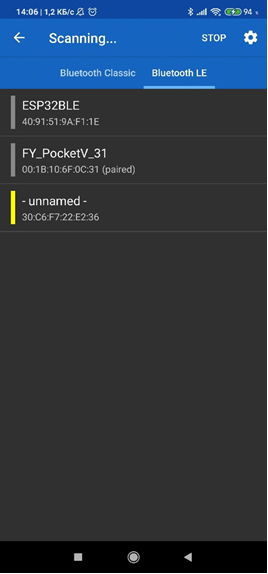 14:06 | 1,2 КБ/с 94 %
Scanning...
STOP
Bluetooth Classic
Bluetooth LE
ESP32BLE
40:91:51:9A:F1:1E
FY_PocketV_31
00:1B:10:6F:0C:31 (paired)
- unnamed -
30:C6:F7:22:E2:36